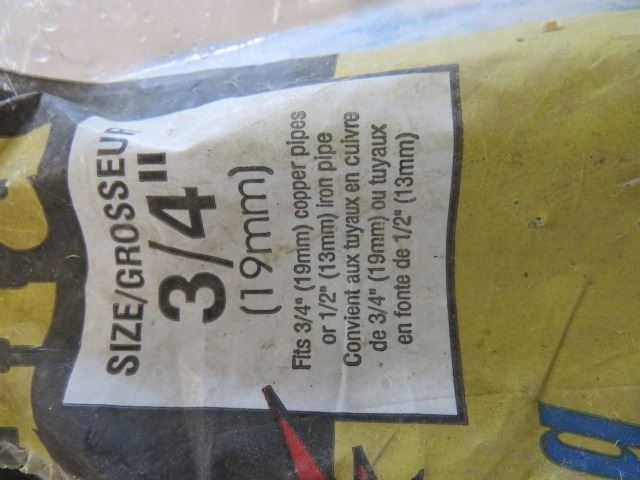 SIZE/GROSSEUR
3/4"
(19mm)
Fits 3/4" (19mm) copper pipes
or 1/2" (13mm) iron pipe
Convient aux tuyaux en cuivre
de 3/4" (19mm) ou tuyaux
en fonte de 1/2" (13mm)